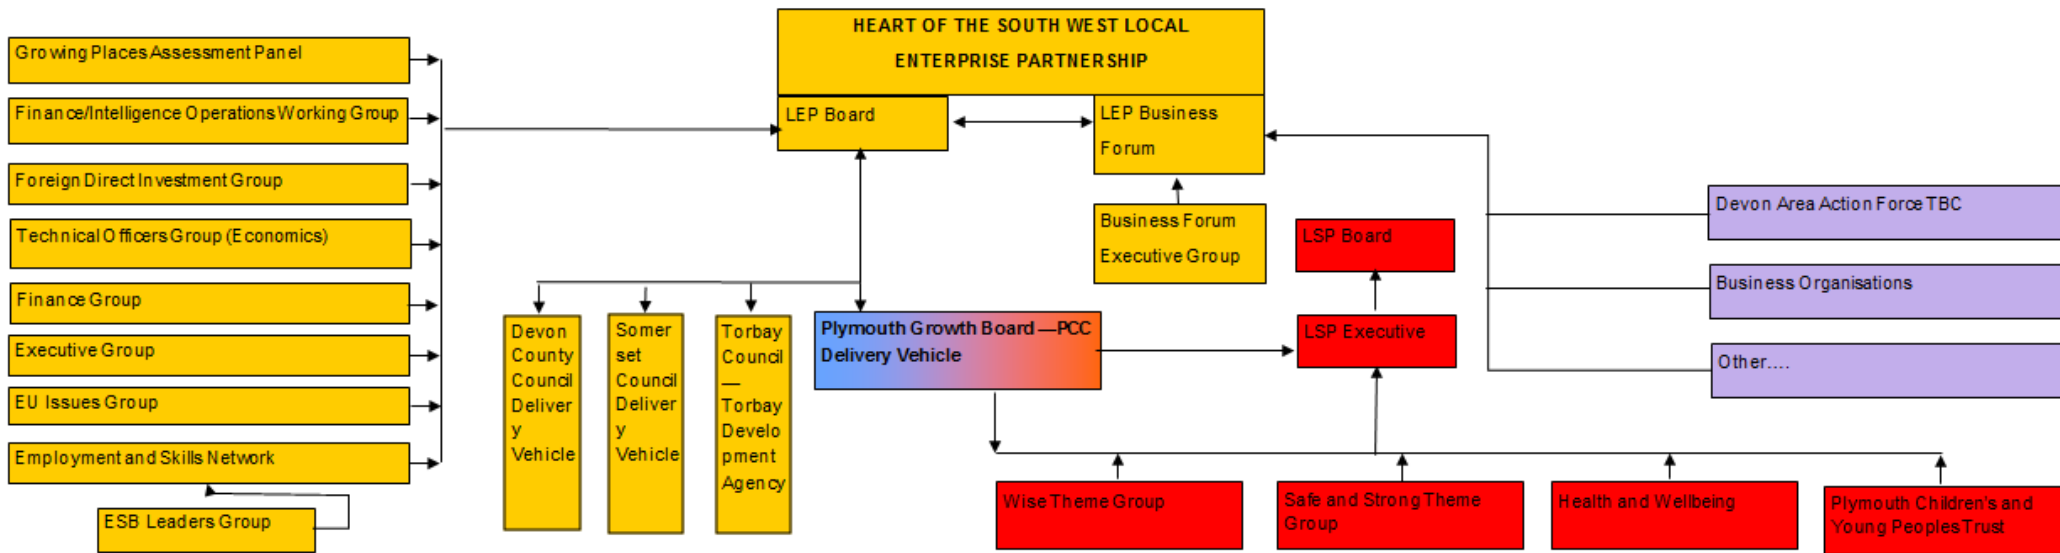 HEART OF THE SOUTH WEST LOCAL
ENTERPRISE PARTNERSHIP
Growing Places Assessment Panel
Finance/Intelligence Operations Working Group
Foreign Direct Investment Group
Technical Officers Group (Economics)
Finance Group
Executive Group
EU Issues Group
Employment and Skills Network
ESB Leaders Group
LEP Board
LEP Business
Forum
Business Forum
Executive Group
Devon
County
Council
Deliver
y
Vehicle
Somer
set
Council
Deliver
y
Vehicle
Torbay
Council
—
Torbay
Develo
pment
Agency
Plymouth Growth Board —PCC
Delivery Vehicle
LSP Board
LSP Executive
Devon Area Action Force TBC
Business Organisations
Other....
Wise Theme Group
Safe and Strong Theme
Group
Health and Wellbeing
Plymouth Children's and
Young Peoples Trust